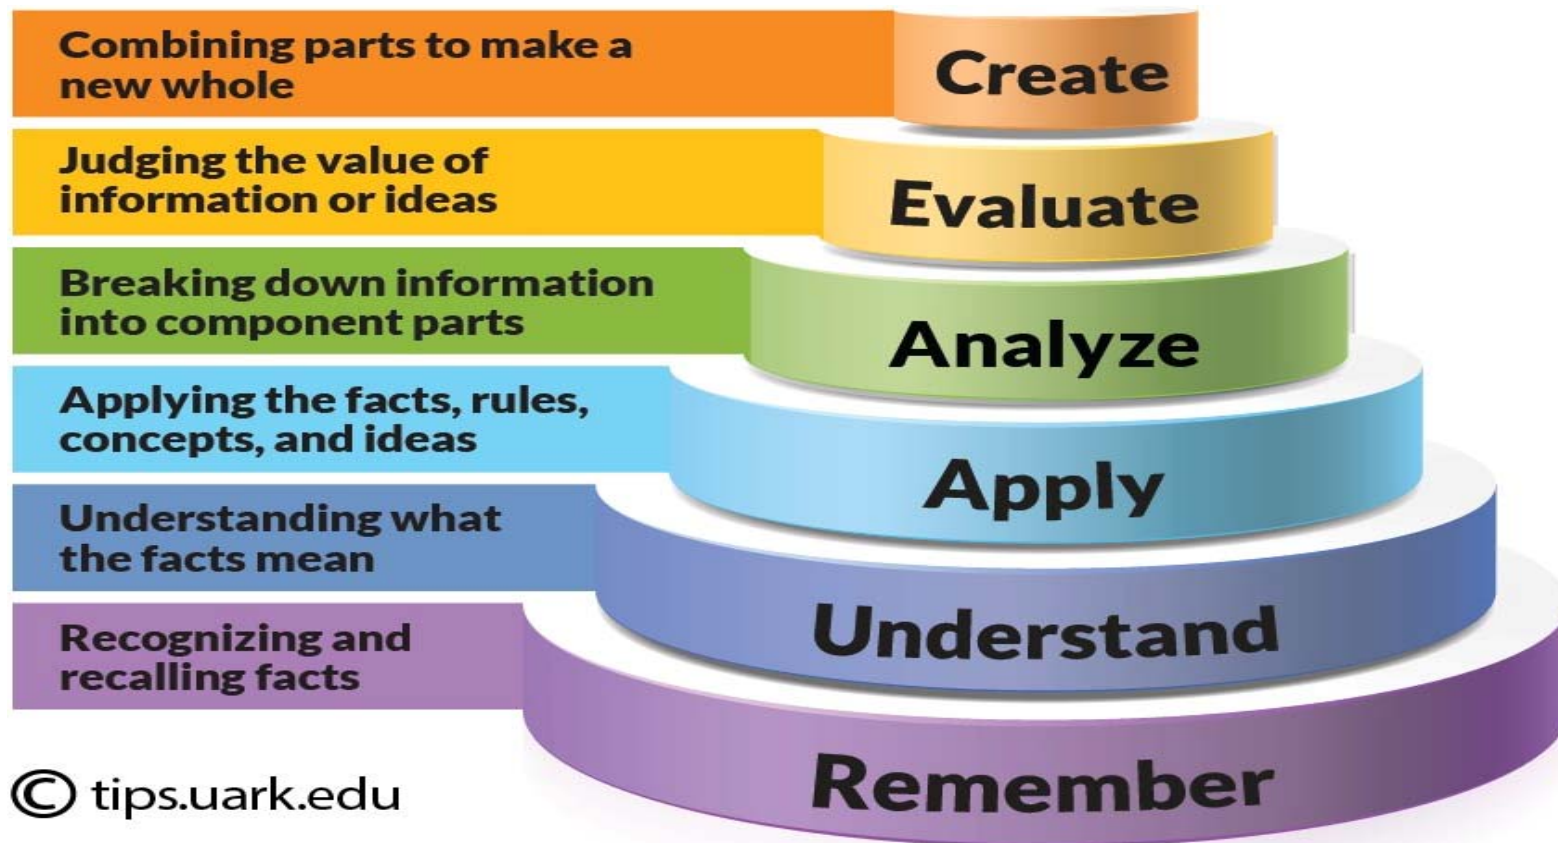 Combining parts to make a
new whole
Create
Judging the value of
information or ideas
Evaluate
Breaking down information
into component parts
Analyze
Applying the facts, rules,
concepts, and ideas
Apply
Understanding what
the facts mean
Understand
Recognizing and
recalling facts
Remember
© tips.uark.edu